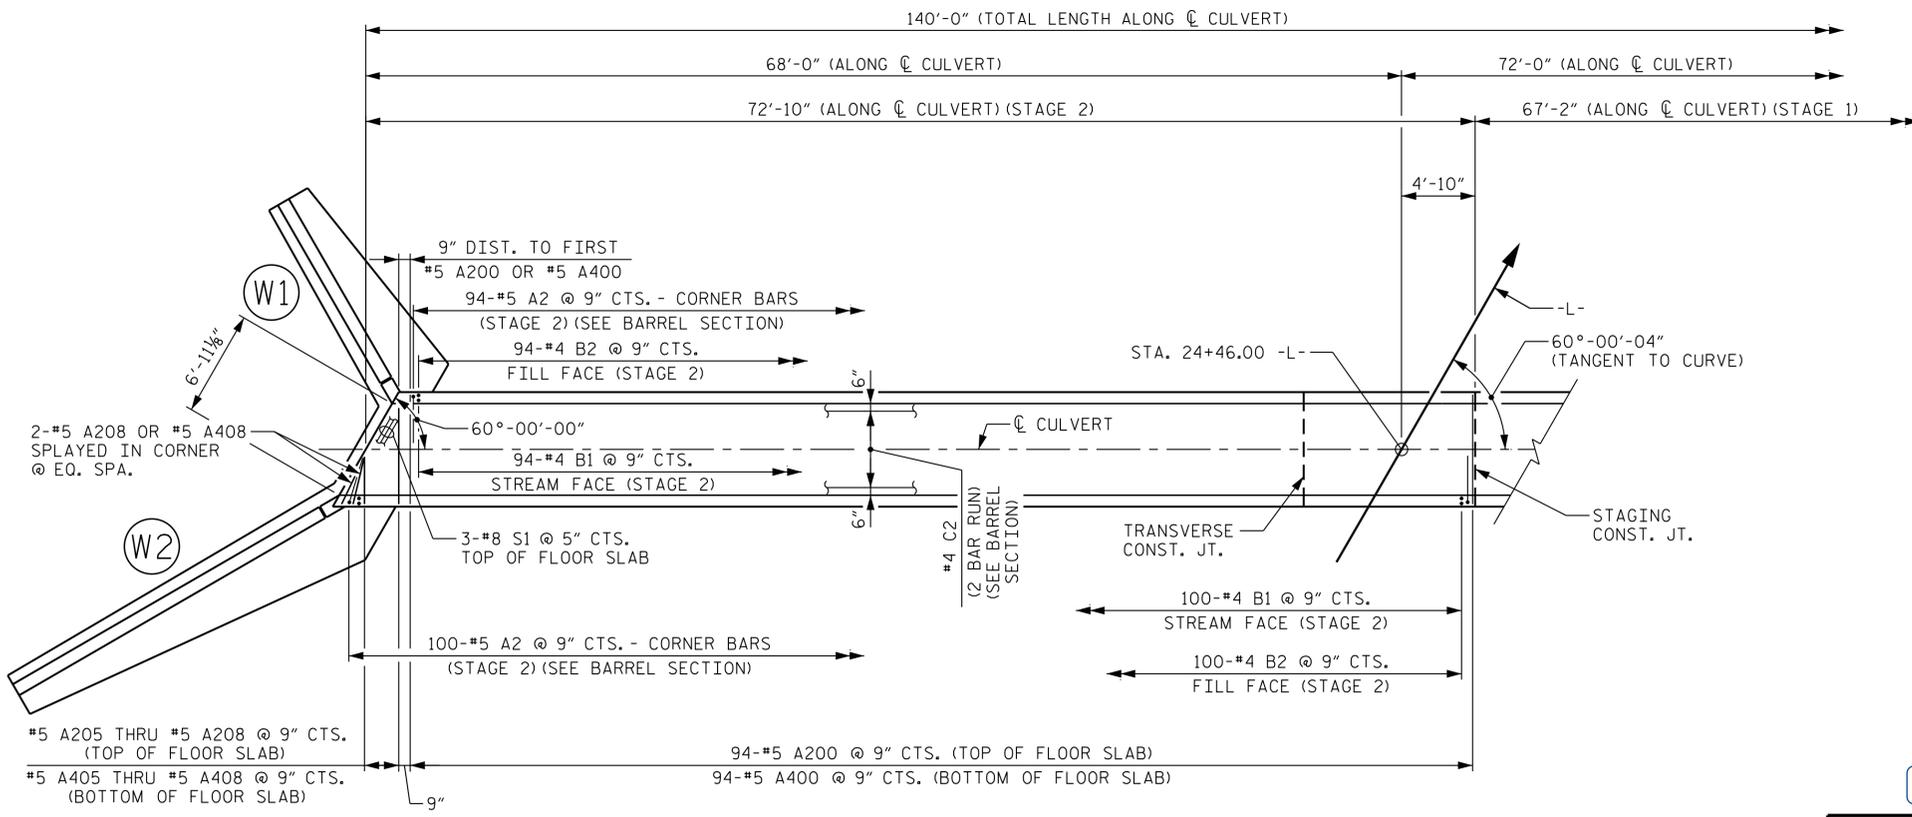 140'-0" (TOTAL LENGTH ALONG ℄ CULVERT)
68'-0" (ALONG ℄ CULVERT)
72'-0" (ALONG ℄ CULVERT)
72'-10" (ALONG ℄ CULVERT) (STAGE 2)
67'-2" (ALONG ℄ CULVERT) (STAGE 1)
4'-10"
9" DIST. TO FIRST
#5 A200 OR #5 A400
W1
94-#5 A2 @ 9" CTS. - CORNER BARS
(STAGE 2) (SEE BARREL SECTION)
-L-
6'-11⅛"
94-#4 B2 @ 9" CTS.
FILL FACE (STAGE 2)
STA. 24+46.00 -L-
60°-00'-04"
(TANGENT TO CURVE)
6"
60°-00'-00"
℄ CULVERT
2-#5 A208 OR #5 A408
SPLAYED IN CORNER
@ EQ. SPA.
94-#4 B1 @ 9" CTS.
STREAM FACE (STAGE 2)
6"
#4 C2
(2 BAR RUN)
(SEE BARREL
SECTION)
W2
3-#8 S1 @ 5" CTS.
TOP OF FLOOR SLAB
TRANSVERSE
CONST. JT.
STAGING
CONST. JT.
100-#4 B1 @ 9" CTS.
STREAM FACE (STAGE 2)
100-#5 A2 @ 9" CTS. - CORNER BARS
(STAGE 2) (SEE BARREL SECTION)
100-#4 B2 @ 9" CTS.
FILL FACE (STAGE 2)
#5 A205 THRU #5 A208 @ 9" CTS.
(TOP OF FLOOR SLAB)
#5 A405 THRU #5 A408 @ 9" CTS.
(BOTTOM OF FLOOR SLAB)
94-#5 A200 @ 9" CTS. (TOP OF FLOOR SLAB)
94-#5 A400 @ 9" CTS. (BOTTOM OF FLOOR SLAB)
9"